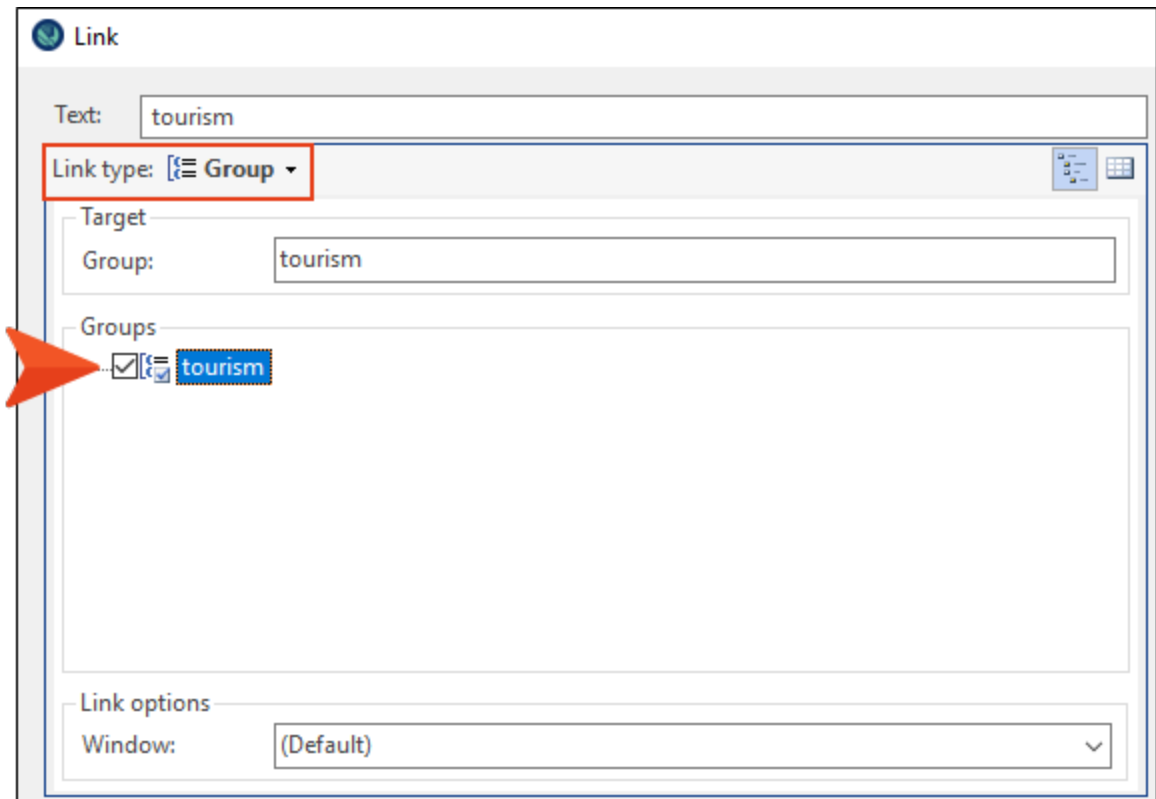 Link
Text: tourism
Link type: Group
Target
Group: tourism
Groups
tourism
Link options
Window: (Default)